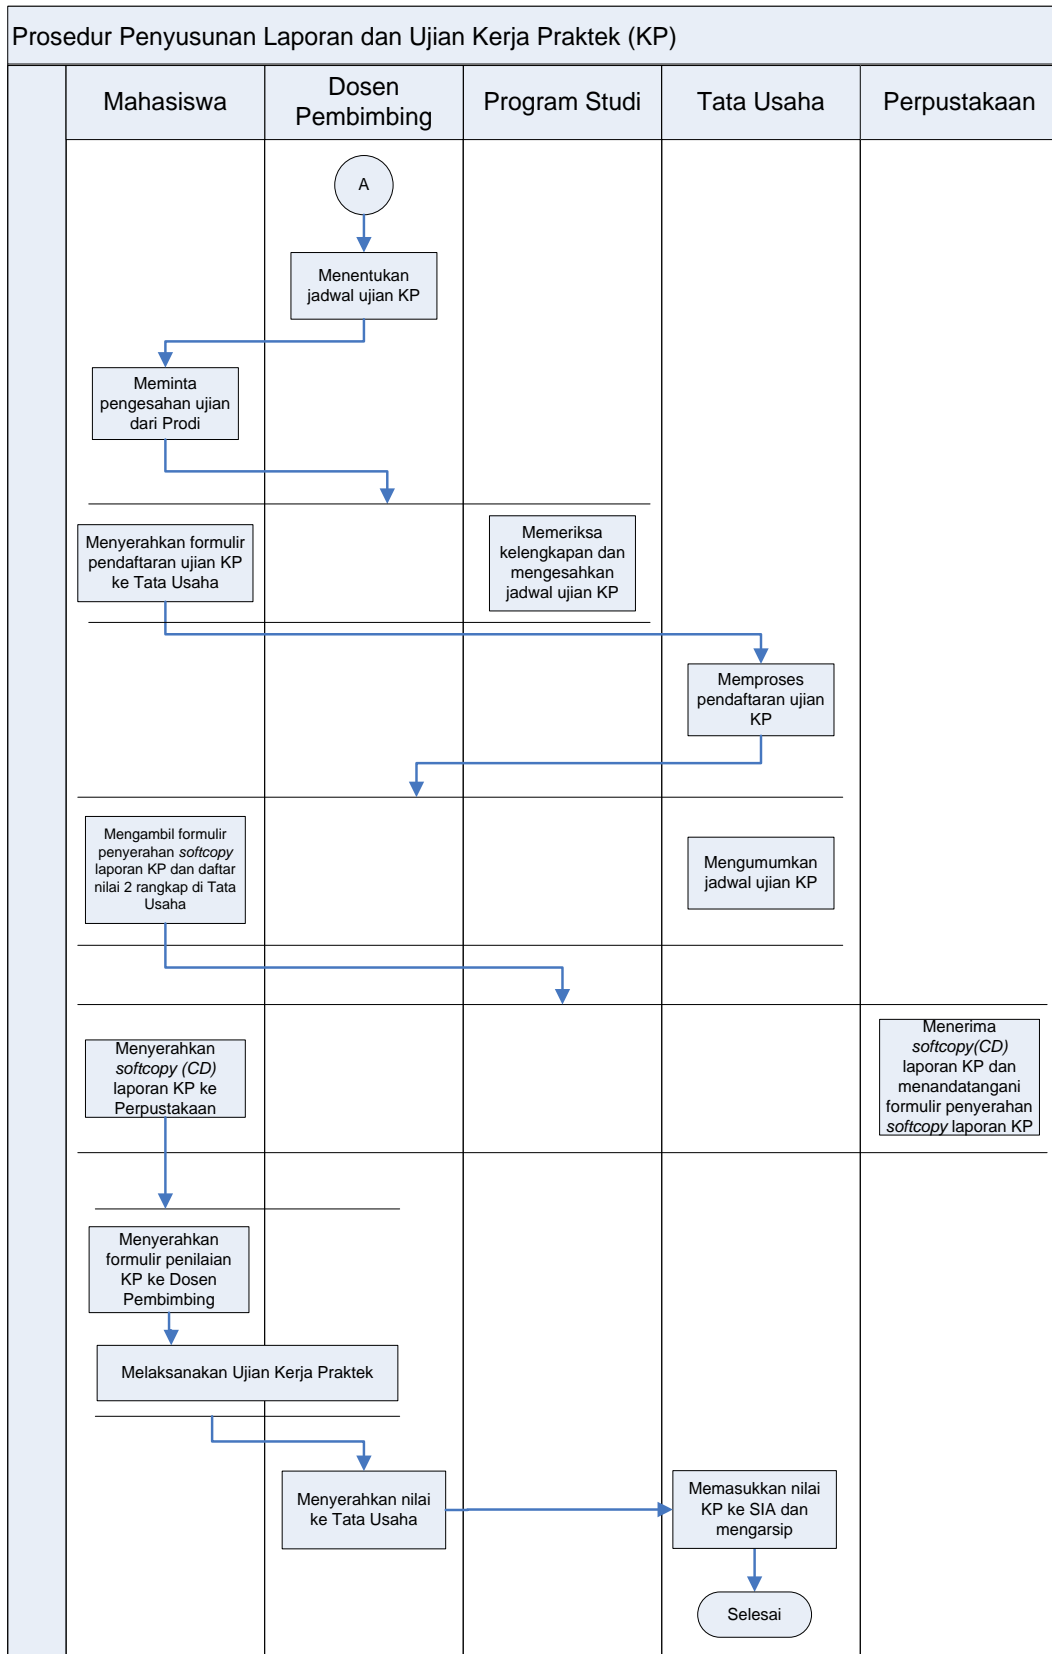 Prosedur Penyusunan Laporan dan Ujian Kerja Praktek (KP)
Mahasiswa
Dosen
Pembimbing
Program Studi
Tata Usaha
Perpustakaan
A
Menentukan
jadwal ujian KP
Meminta
pengesahan ujian
dari Prodi
Menyerahkan formulir
pendaftaran ujian KP
ke Tata Usaha
Memeriksa
kelengkapan dan
mengesahkan
jadwal ujian KP
Memproses
pendaftaran ujian
KP
Mengambil formulir
penyerahan softcopy
laporan KP dan daftar
nilai 2 rangkap di Tata
Usaha
Mengumumkan
jadwal ujian KP
Menyerahkan
softcopy (CD)
laporan KP ke
Perpustakaan
Menerima
softcopy(CD)
laporan KP dan
menandatangani
formulir penyerahan
softcopy laporan KP
Menyerahkan
formulir penilaian
KP ke Dosen
Pembimbing
Melaksanakan Ujian Kerja Praktek
Menyerahkan nilai
ke Tata Usaha
Memasukkan nilai
KP ke SIA dan
mengarsip
Selesai